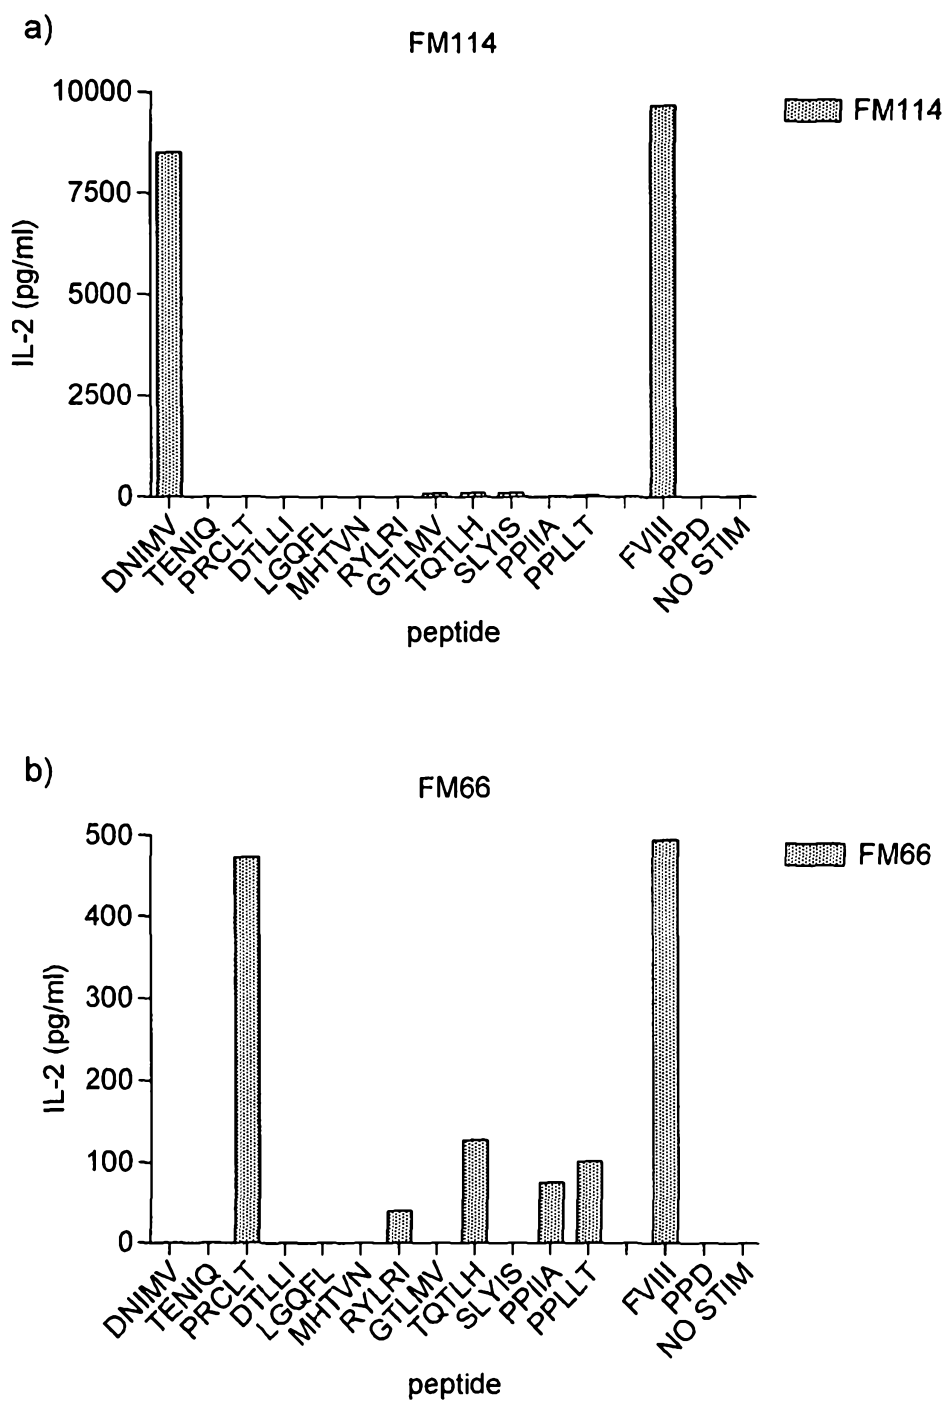 a)
FM114
10000
7500
5000
2500
0
IL-2 (pg/ml)
FM114
DNIMV
TENIQ
PRCLT
DTLLI
LGQFL
MHTVN
RYLRI
GTLMV
TQTLH
SLYIS
PPIIA
PPLLT
FVIII
PPD
NO STIM
peptide
b)
FM66
500
400
300
200
100
0
IL-2 (pg/ml)
FM66
DNIMV
TENIQ
PRCLT
DTLLI
LGQFL
MHTVN
RYLRI
GTLMV
TQTLH
SLYIS
PPIIA
PPLLT
FVIII
PPD
NO STIM
peptide